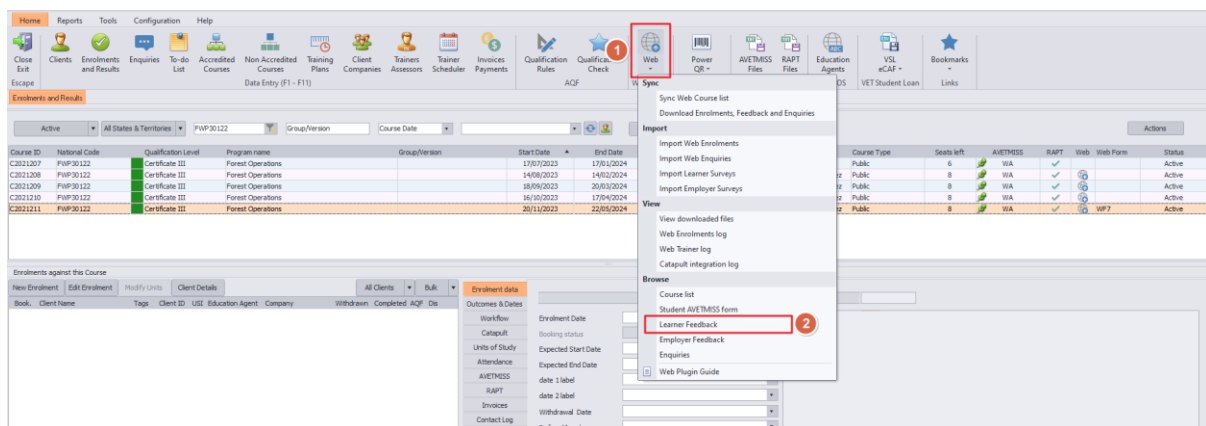 Home Reports Tools Configuration Help
Close Exit
Clients
Enrolments and Results
Enquiries
To-do List
Accredited Courses
Non Accredited Courses
Training Plans
Client Companies
Trainers Assessors
Trainer Scheduler
Invoices Payments
Qualification Rules
Check
1
Web
Power QR
AVETMISS Files
RAPT Files
Education Agents
VSL eCAF
Bookmarks
Escape
Data Entry (F1 - F11)
AQF
DS
VET Student Loan
Links
Enrolments and Results
Active All States & Territories FWP30122 Group/Version Course Date Actions
Course ID National Code Qualification Level Program name Group/Version Start Date End Date Course Type Seats left AVETMISS RAPT Web Web Form Status
C2021207 FWP30122 Certificate III Forest Operations 17/07/2023 17/01/2024 Public 6 WA Active
C2021208 FWP30122 Certificate III Forest Operations 14/08/2023 14/02/2024 ez Public 8 WA Active
C2021209 FWP30122 Certificate III Forest Operations 18/09/2023 20/03/2024 ez Public 8 WA Active
C2021210 FWP30122 Certificate III Forest Operations 16/10/2023 17/04/2024 ez Public 8 WA Active
C2021211 FWP30122 Certificate III Forest Operations 20/11/2023 22/05/2024 ez Public 8 WA WP7 Active
Sync
Sync Web Course list
Download Enrolments, Feedback and Enquiries
Import
Import Web Enrolments
Import Web Enquiries
Import Learner Surveys
Import Employer Surveys
View
View downloaded files
Web Enrolments log
Web Trainer log
Catapult integration log
Browse
Course list
Student AVETMISS form
Learner Feedback
2
Employer Feedback
Enquiries
Web Plugin Guide
Enrolments against this Course
New Enrolment Edit Enrolment Modify Units Client Details All Clients Bulk
Book. Client Name Tags Client ID USI Education Agent Company Withdrawn Completed AQF Dis
Enrolment data
Outcomes & Dates
Workflow
Catapult
Units of Study
Attendance
AVETMISS
RAPT
Invoices
Contact Log
Enrolment Date
Booking status
Expected Start Date
Expected End Date
date 1 label
date 2 label
Withdrawal Date